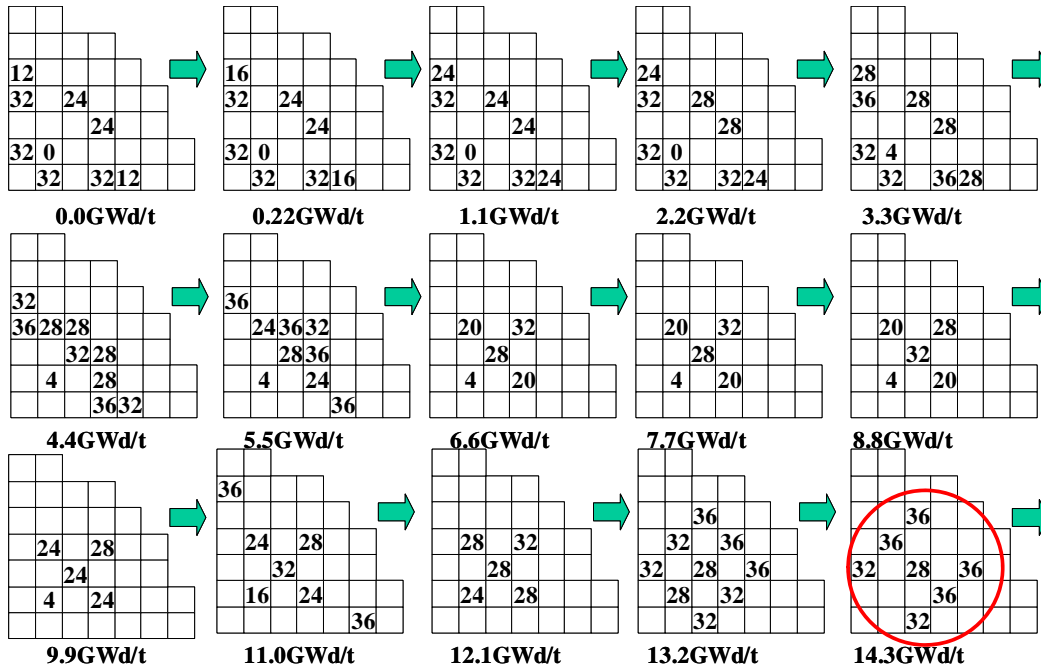 12
32 24
24
32 0
32 32 12
0.0GWd/t
16
32 24
24
32 0
32 32 16
0.22GWd/t
24
32 24
24
32 0
32 32 24
1.1GWd/t
24
32 28
28
32 0
32 32 24
2.2GWd/t
28
36 28
28
32 4
32 36 28
3.3GWd/t
32
36 28 28
32 28
4 28
36 32
4.4GWd/t
36
24 36 32
28 36
4 24
36
5.5GWd/t
20 32
28
4 20
6.6GWd/t
20 32
28
4 20
7.7GWd/t
20 28
32
4 20
8.8GWd/t
24 28
24
4 24
9.9GWd/t
36
24 28
32
16 24
36
11.0GWd/t
28 32
28
24 28
12.1GWd/t
36
32 36
32 28 36
28 32
32
13.2GWd/t
36
36
32 28 36
36
32
14.3GWd/t